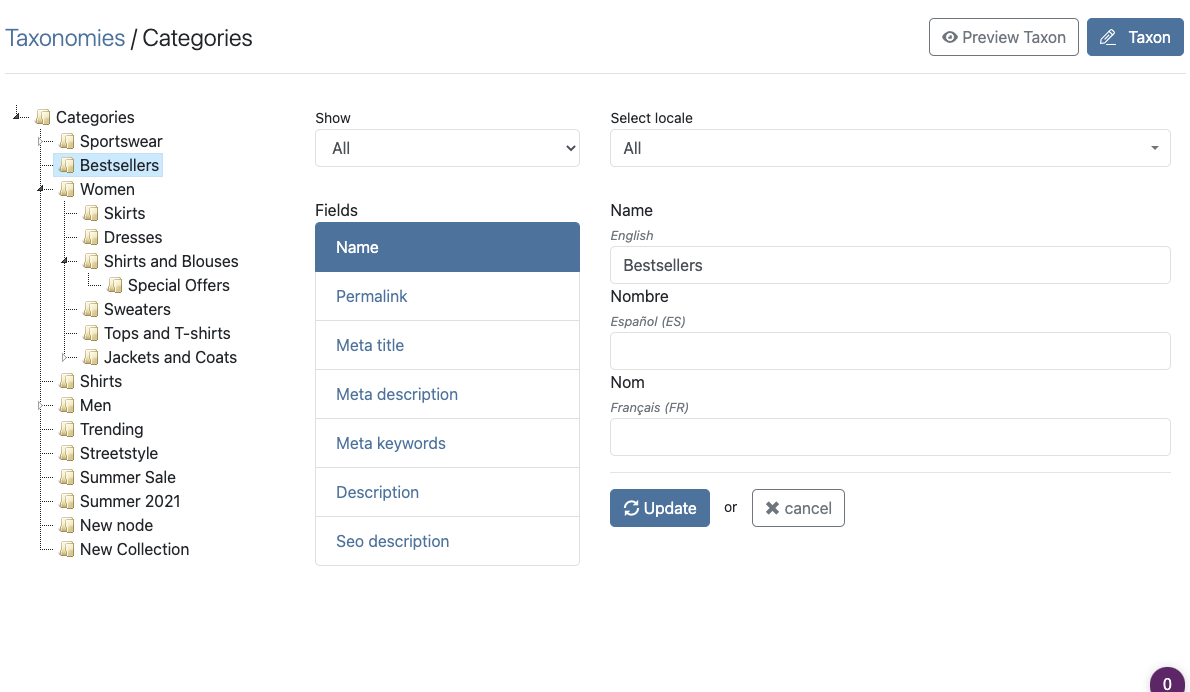 Taxonomies / Categories
Preview Taxon
Taxon
Categories
Sportswear
Bestsellers
Women
Skirts
Dresses
Shirts and Blouses
Special Offers
Sweaters
Tops and T-shirts
Jackets and Coats
Shirts
Men
Trending
Streetstyle
Summer Sale
Summer 2021
New node
New Collection
Show
All
Fields
Name
Permalink
Meta title
Meta description
Meta keywords
Description
Seo description
Select locale
All
Name
English
Bestsellers
Nombre
Español (ES)
Nom
Français (FR)
Update or cancel
0